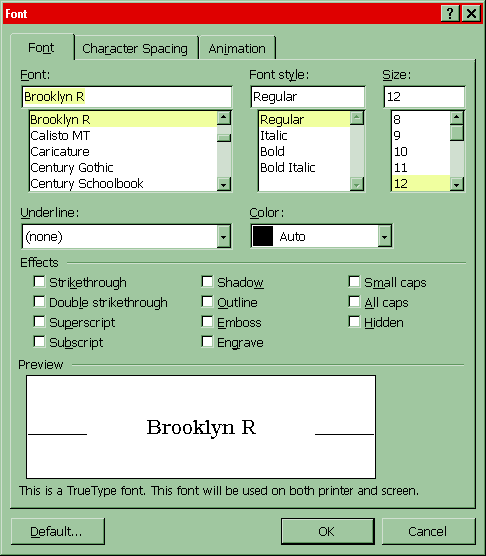 Font
Font Character Spacing Animation
Font: Font style: Size:
Brooklyn R Regular 12
Brooklyn R Regular 8
Calisto MT Italic 9
Caricature Bold 10
Century Gothic Bold Italic 11
Century Schoolbook 12
Underline: Color:
(none) Auto
Effects
Strikethrough Shadow Small caps
Double strikethrough Outline All caps
Superscript Emboss Hidden
Subscript Engrave
Preview
Brooklyn R
This is a TrueType font. This font will be used on both printer and screen.
Default... OK Cancel